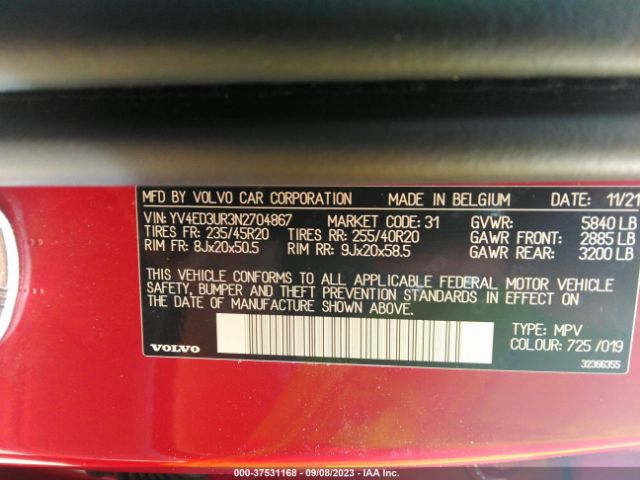 MFD BY VOLVO CAR CORPORATION MADE IN BELGIUM DATE: 11/21
VIN: YV4ED3UR3N2704867 MARKET CODE: 31 GVWR: 5840 LB
TIRES FR: 235/45R20 TIRES RR: 255/40R20 GAWR FRONT: 2885 LB
RIM FR: 8Jx20x50.5 RIM RR: 9Jx20x58.5 GAWR REAR: 3200 LB
THIS VEHICLE CONFORMS TO ALL APPLICABLE FEDERAL MOTOR VEHICLE
SAFETY, BUMPER AND THEFT PREVENTION STANDARDS IN EFFECT ON
THE DATE OF MANUFACTURE SHOWN ABOVE.
TYPE: MPV
COLOUR: 725 /019
VOLVO
32366355
000-37531168 - 09/08/2023 - IAA Inc.